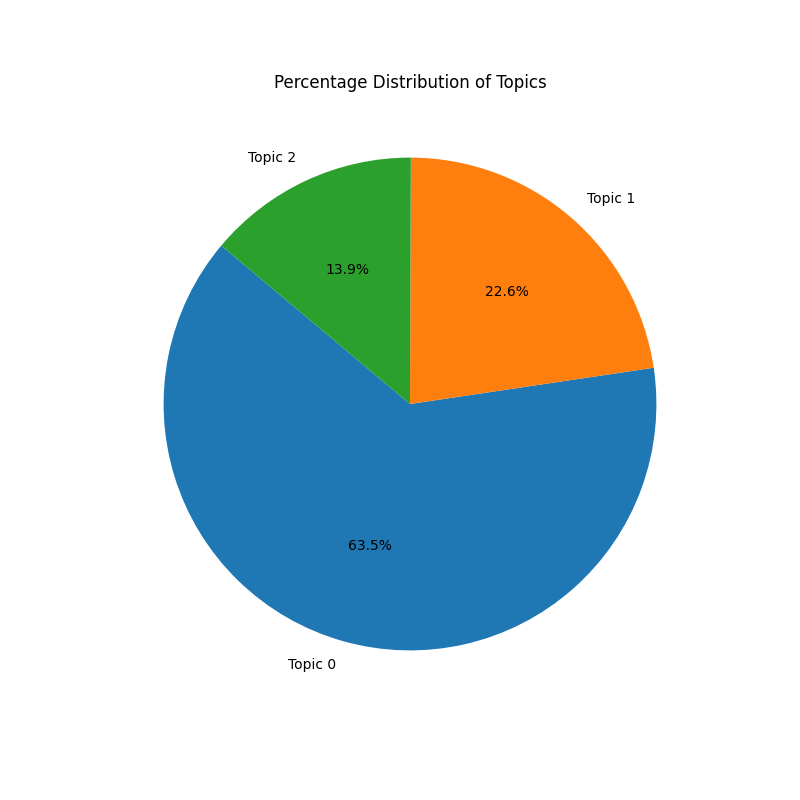 Percentage Distribution of Topics
Topic 2
Topic 1
13.9%
22.6%
63.5%
Topic 0